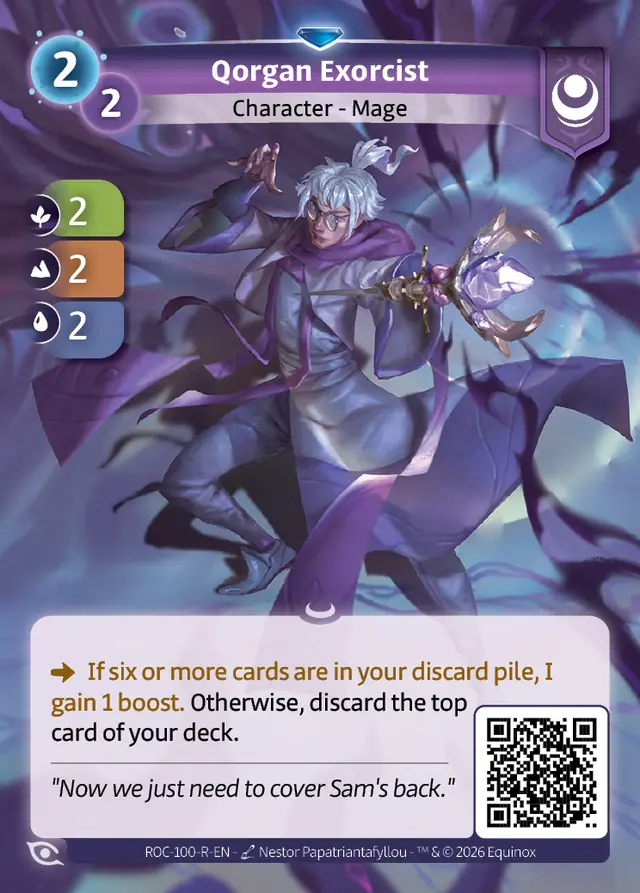 2
2
Qorgan Exorcist
Character - Mage
2
2
2
If six or more cards are in your discard pile, I
gain 1 boost. Otherwise, discard the top
card of your deck.
"Now we just need to cover Sam's back."
ROC-100-R-EN - Nestor Papatriantafyllou - ™ & © 2026 Equinox